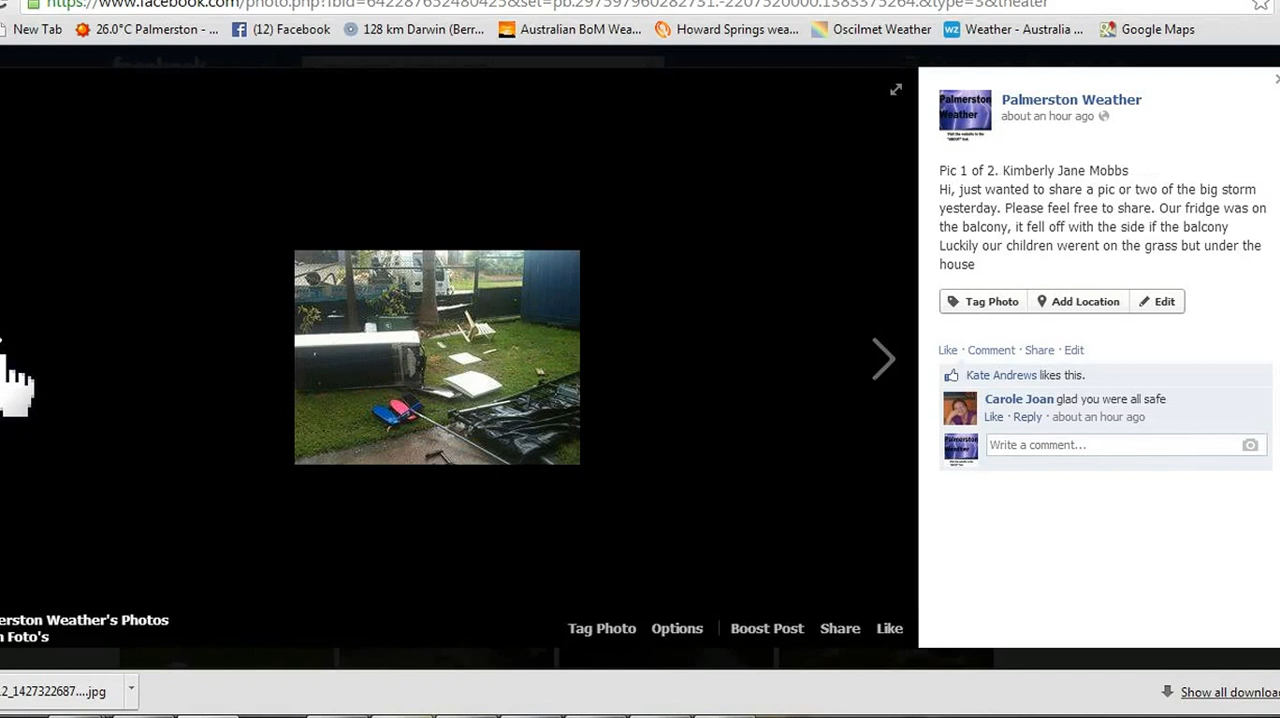 https://www.facebook.com/photo.php?fbid=642287652480425&set=pb.297597960282731.-2207520000.1383375264.&type=3&theater
New Tab 26.0°C Palmerston - ... (12) Facebook 128 km Darwin (Berr... Australian BoM Wea... Howard Springs wea... Oscilmet Weather Weather - Australia ... Google Maps
Palmerston Weather
about an hour ago
Pic 1 of 2. Kimberly Jane Mobbs
Hi, just wanted to share a pic or two of the big storm
yesterday. Please feel free to share. Our fridge was on
the balcony, it fell off with the side if the balcony
Luckily our children werent on the grass but under the
house
Tag Photo Add Location Edit
Like · Comment · Share · Edit
Kate Andrews likes this.
Carole Joan glad you were all safe
Like · Reply · about an hour ago
Palmerston
Weather
Write a comment...
erston Weather's Photos
n Foto's
Tag Photo Options Boost Post Share Like
2_1427322687....jpg
Show all downloa